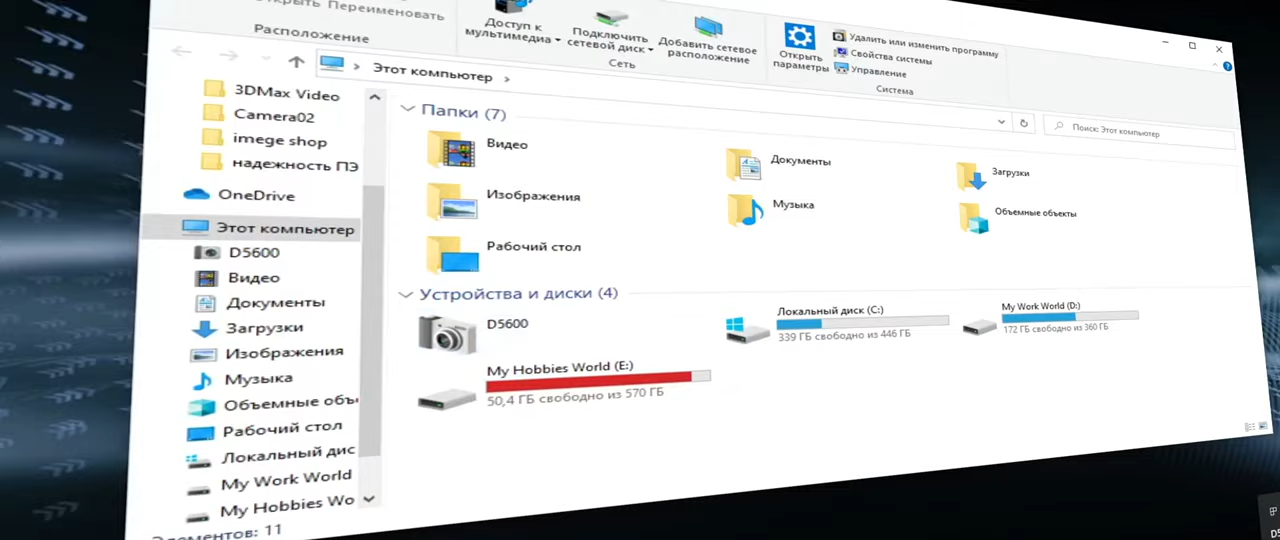 Открыть Переименовать
Расположение
Доступ к
мультимедиа
Подключить
сетевой диск
Добавить сетевое
расположение
Сеть
Открыть
параметры
Удалить или изменить программу
Свойства системы
Управление
Система
Этот компьютер
Поиск: Этот компьютер
3DMax Video
Camera02
imege shop
надежность ПЭ
OneDrive
Этот компьютер
D5600
Видео
Документы
Загрузки
Изображения
Музыка
Объемные объ
Рабочий стол
Локальный дис
My Work World
My Hobbies Wo
Элементов: 11
Папки (7)
Видео
Документы
Загрузки
Изображения
Музыка
Объемные объекты
Рабочий стол
Устройства и диски (4)
D5600
Локальный диск (C:)
339 ГБ свободно из 446 ГБ
My Work World (D:)
172 ГБ свободно из 360 ГБ
My Hobbies World (E:)
50,4 ГБ свободно из 570 ГБ